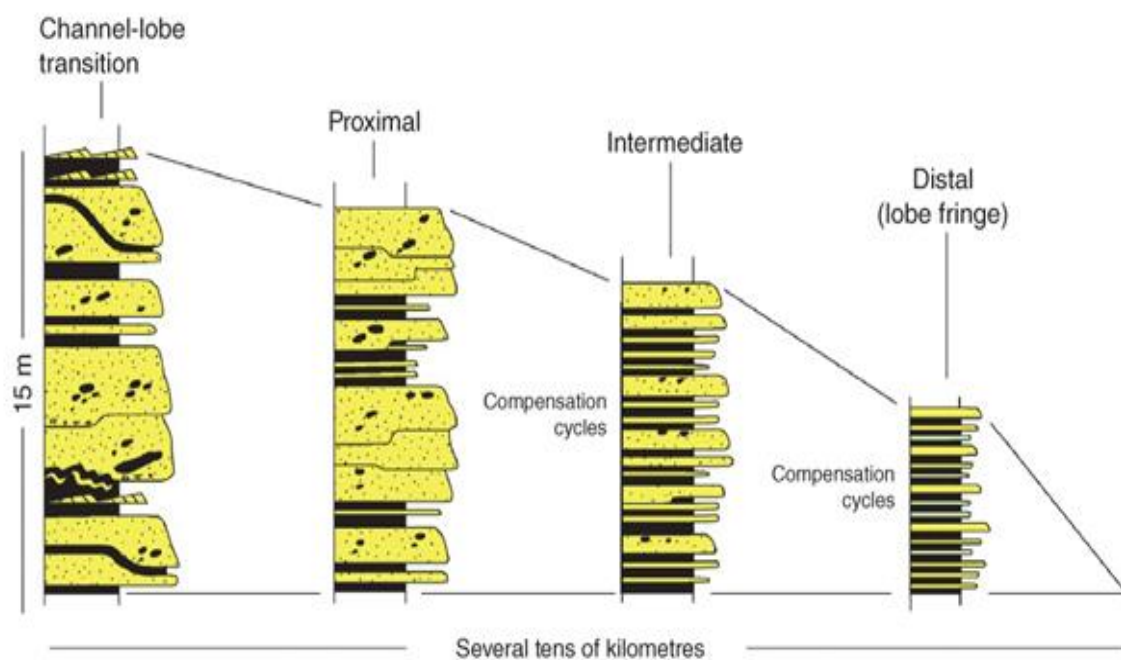 Channel-lobe
transition
Proximal
Intermediate
Distal
(lobe fringe)
15 m
Compensation
cycles
Compensation
cycles
Several tens of kilometres